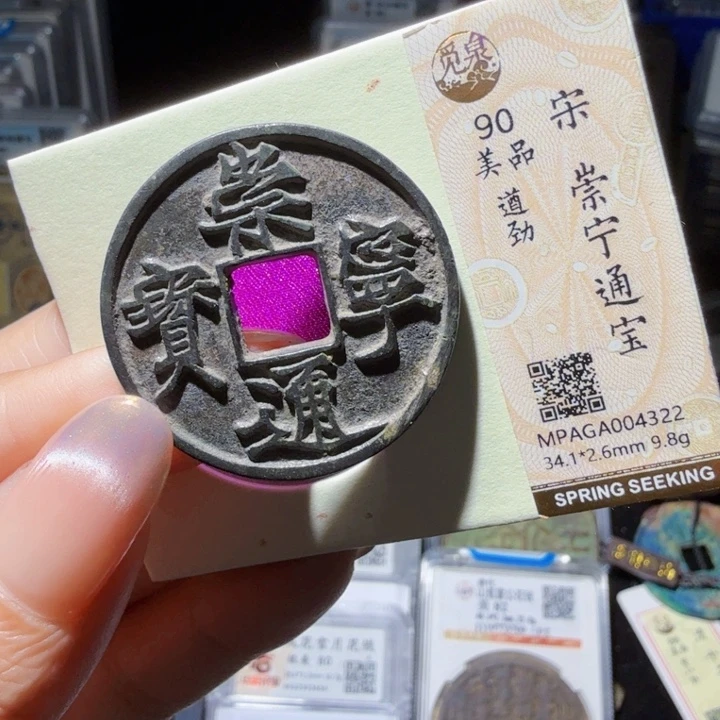 崇
寧
通
寶
觅泉
宋 崇宁通宝
90
美品
遒劲
MPAGA004322
34.1*2.6mm 9.8g
SPRING SEEKING